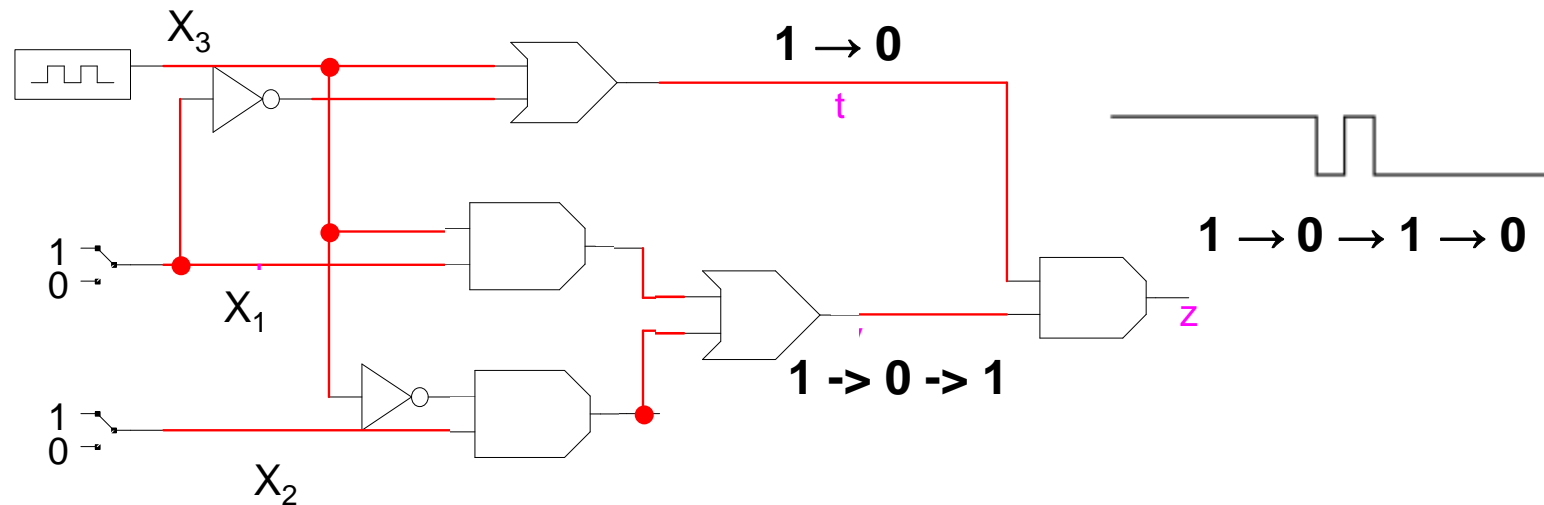 X₃
1 → 0
t
1 → 0 → 1 → 0
1
0
X₁
z
1 -> 0 -> 1
1
0
X₂